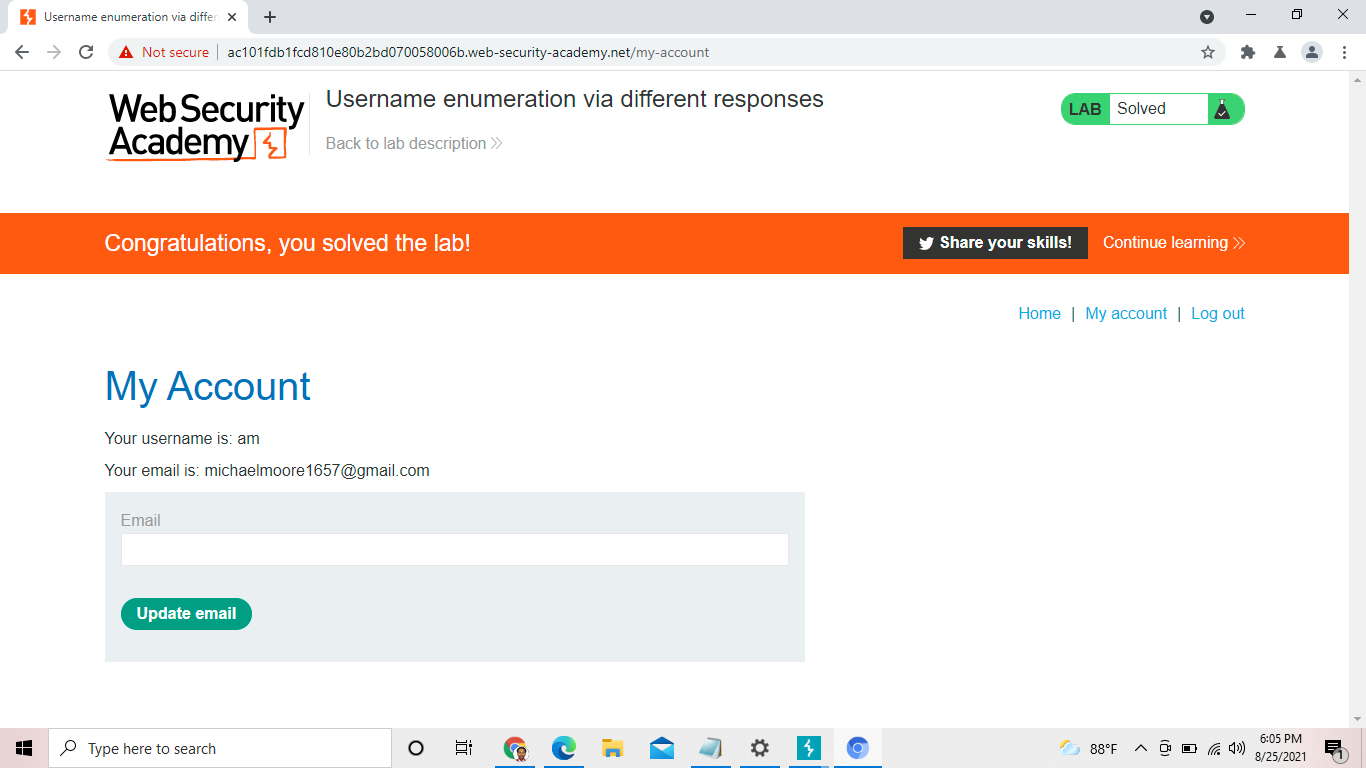 Username enumeration via differ
Not secure
ac101fdb1fcd810e80b2bd070058006b.web-security-academy.net/my-account
Web Security
Academy
Username enumeration via different responses
Back to lab description
LAB Solved
Congratulations, you solved the lab!
Share your skills!
Continue learning
Home | My account | Log out
My Account
Your username is: am
Your email is: michaelmoore1657@gmail.com
Email
Update email
Type here to search
88°F
6:05 PM
8/25/2021
1